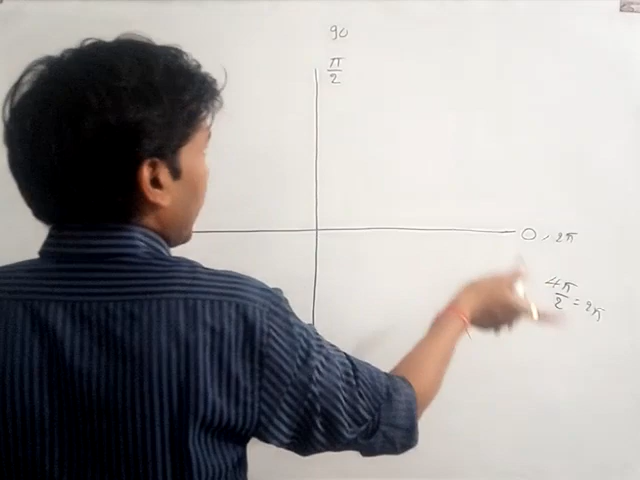 90
π/2
0, 2π
4π/2 = 2π